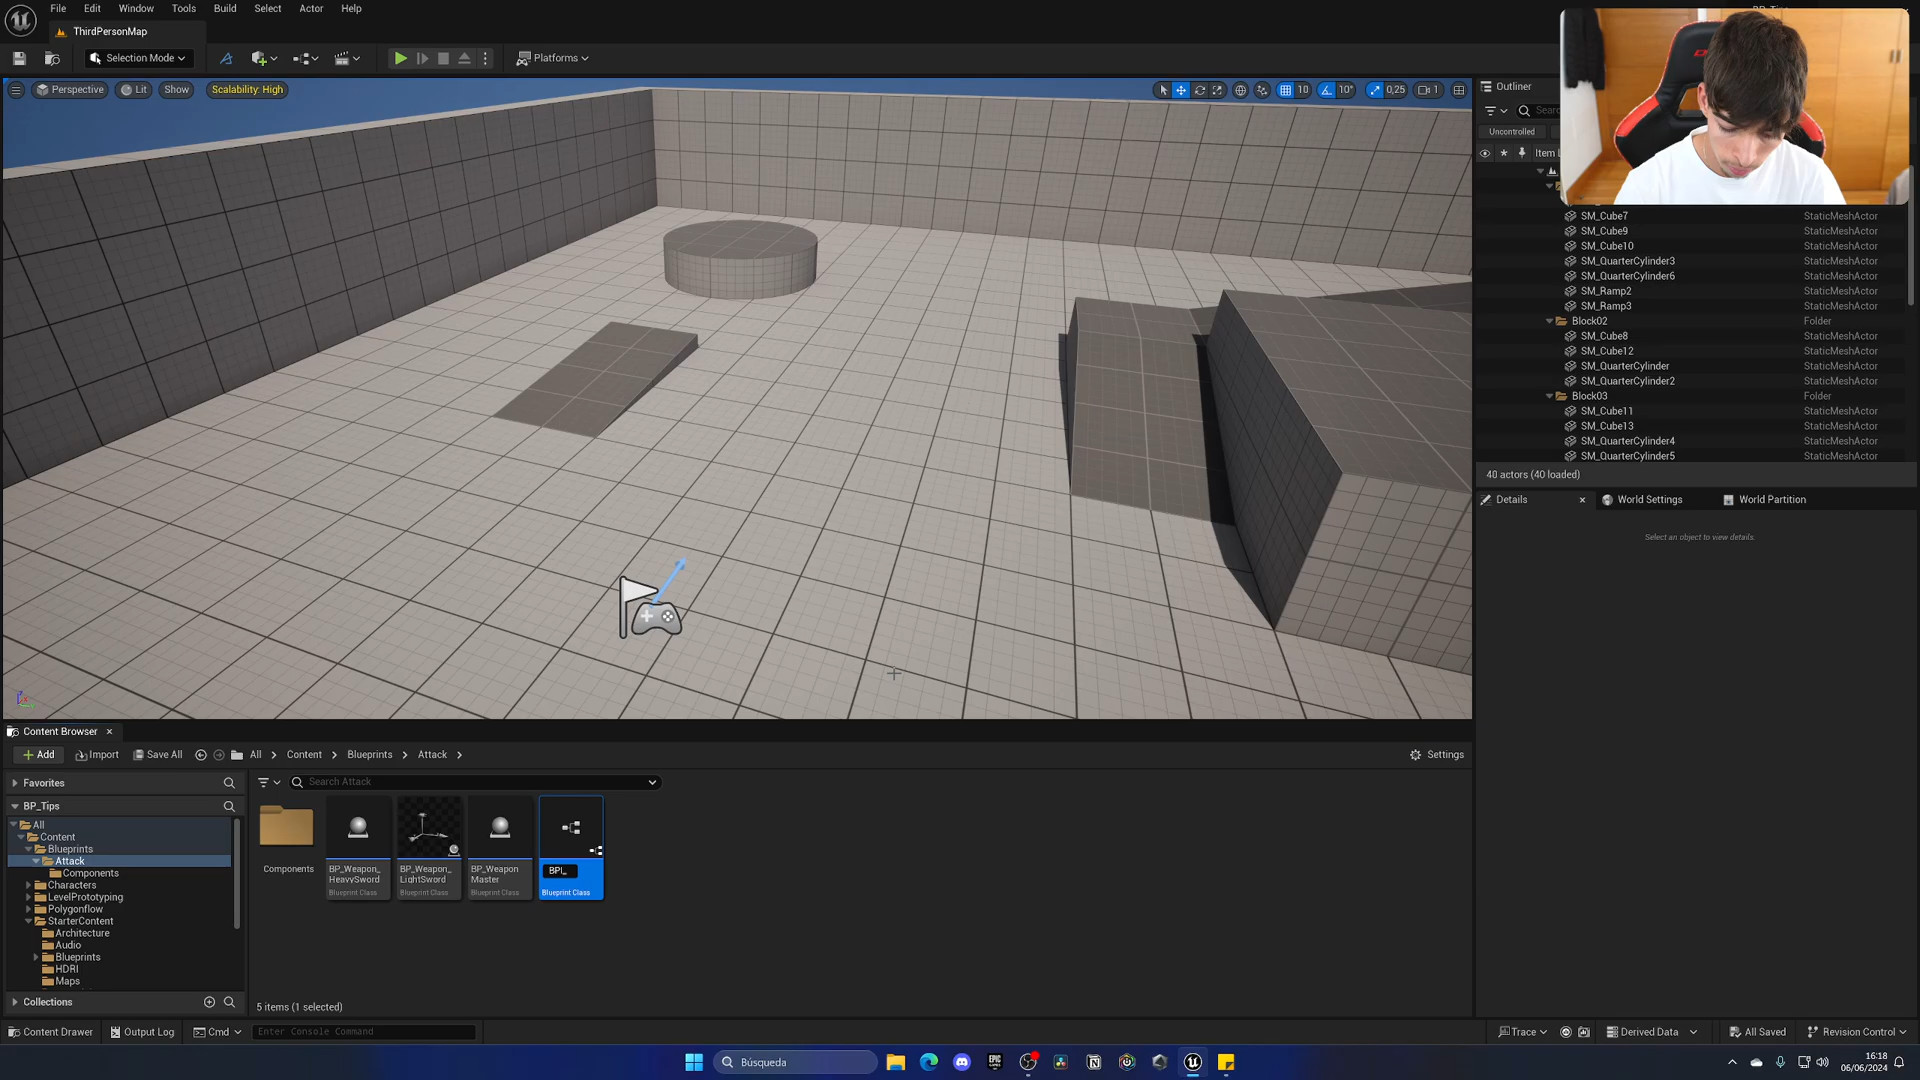 File Edit Window Tools Build Select Actor Help
ThirdPersonMap
Selection Mode
Platforms
Perspective Lit Show Scalability: High
10 10° 0,25 1
Outliner
Uncontrolled
SM_Cube7 StaticMeshActor
SM_Cube9 StaticMeshActor
SM_Cube10 StaticMeshActor
SM_QuarterCylinder3 StaticMeshActor
SM_QuarterCylinder6 StaticMeshActor
SM_Ramp2 StaticMeshActor
SM_Ramp3 StaticMeshActor
Block02 Folder
SM_Cube8 StaticMeshActor
SM_Cube12 StaticMeshActor
SM_QuarterCylinder StaticMeshActor
SM_QuarterCylinder2 StaticMeshActor
Block03 Folder
SM_Cube11 StaticMeshActor
SM_Cube13 StaticMeshActor
SM_QuarterCylinder4 StaticMeshActor
SM_QuarterCylinder5 StaticMeshActor
40 actors (40 loaded)
Details World Settings World Partition
Select an object to view details.
Content Browser
Add Import Save All All Content Blueprints Attack Settings
Favorites
Search Attack
BP_Tips
All
Content
Blueprints
Attack
Components
Characters
LevelPrototyping
Polygonflow
StarterContent
Architecture
Audio
Blueprints
HDRI
Maps
Collections
Components
BP_Weapon_
HeavySword
Blueprint Class
BP_Weapon_
LightSword
Blueprint Class
BP_Weapon
Master
Blueprint Class
BPI_
Blueprint Class
5 items (1 selected)
Content Drawer Output Log Cmd Enter Console Command Trace Derived Data All Saved Revision Control
Búsqueda
EPIC
GAMES
16:18
06/06/2024